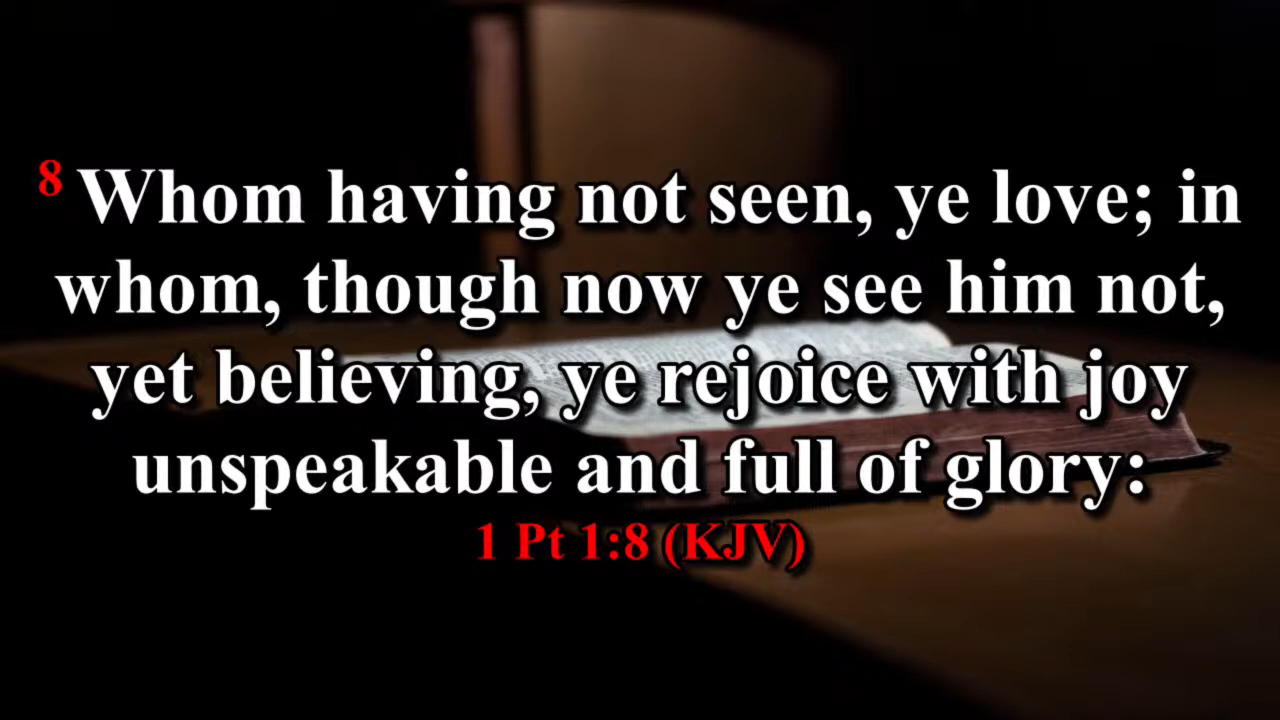 8 Whom having not seen, ye love; in
whom, though now ye see him not,
yet believing, ye rejoice with joy
unspeakable and full of glory:
1 Pt 1:8 (KJV)